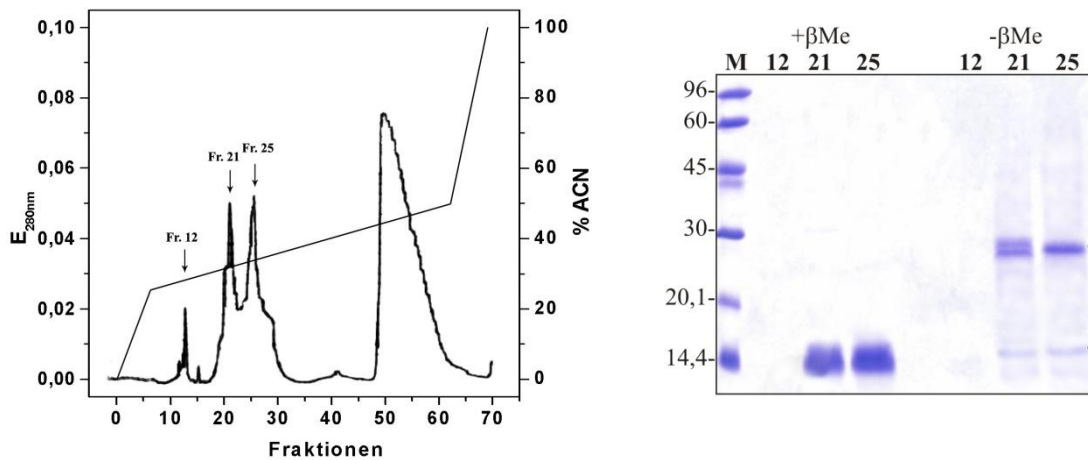 0,10
0,08
0,06
0,04
0,02
0,00
E280nm
Fr. 12
Fr. 21
Fr. 25
100
80
60
40
20
0
% ACN
0 10 20 30 40 50 60 70
Fraktionen
+βMe -βMe
M 12 21 25 12 21 25
96-
60-
45-
30-
20,1-
14,4-